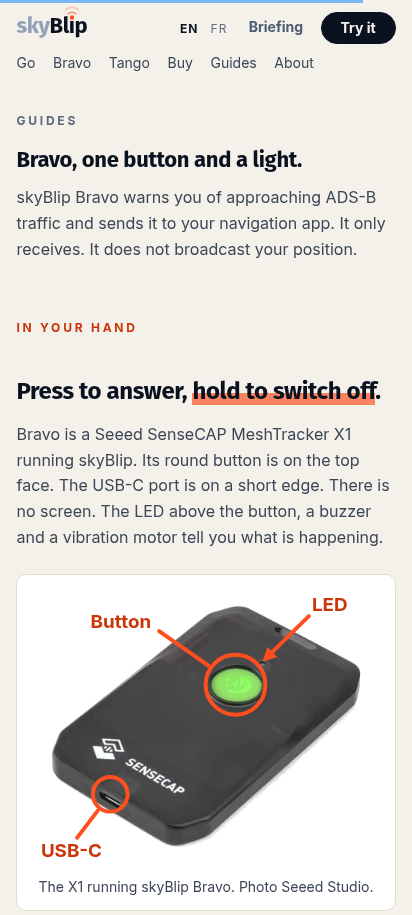 skyBlip
EN FR Briefing Try it
Go Bravo Tango Buy Guides About
GUIDES
Bravo, one button and a light.
skyBlip Bravo warns you of approaching ADS-B
traffic and sends it to your navigation app. It only
receives. It does not broadcast your position.
IN YOUR HAND
Press to answer, hold to switch off.
Bravo is a Seeed SenseCAP MeshTracker X1
running skyBlip. Its round button is on the top
face. The USB-C port is on a short edge. There is
no screen. The LED above the button, a buzzer
and a vibration motor tell you what is happening.
LED
Button
SENSECAP
USB-C
The X1 running skyBlip Bravo. Photo Seeed Studio.